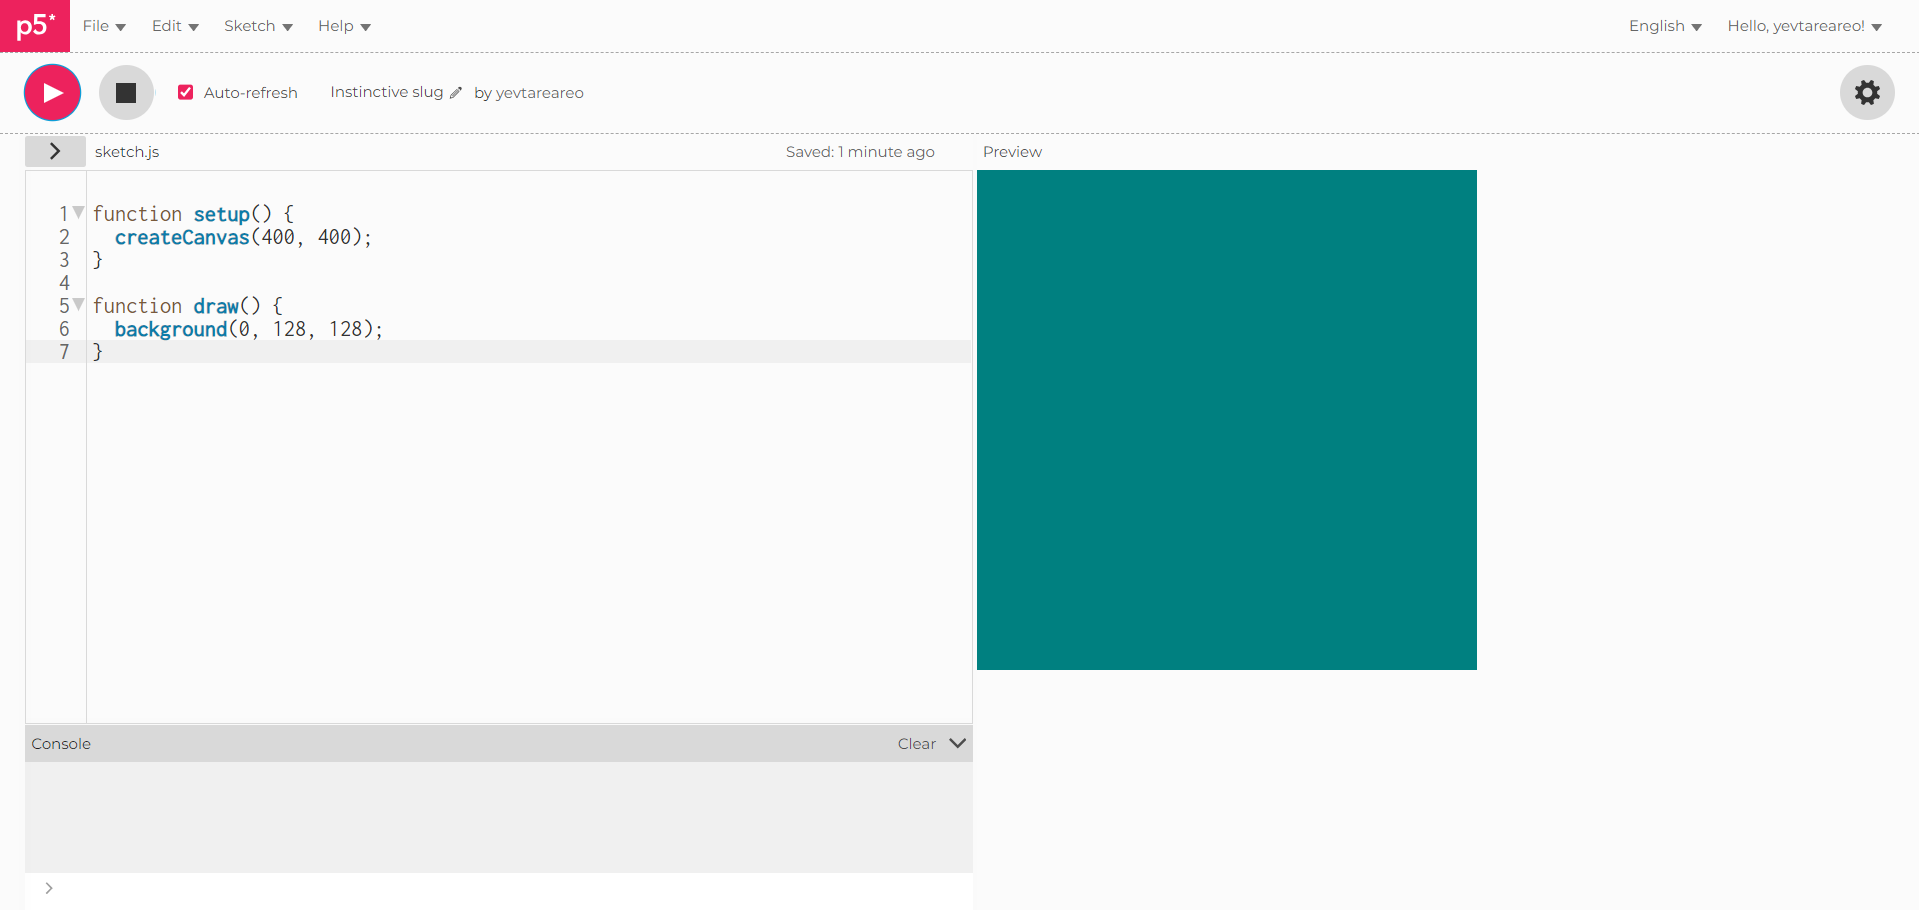 p5*
File Edit Sketch Help English Hello, yevtareareo!
Auto-refresh Instinctive slug by yevtareareo
> sketch.js Saved: 1 minute ago Preview
1 function setup() {
2   createCanvas(400, 400);
3 }
4
5 function draw() {
6   background(0, 128, 128);
7 }
Console Clear
>